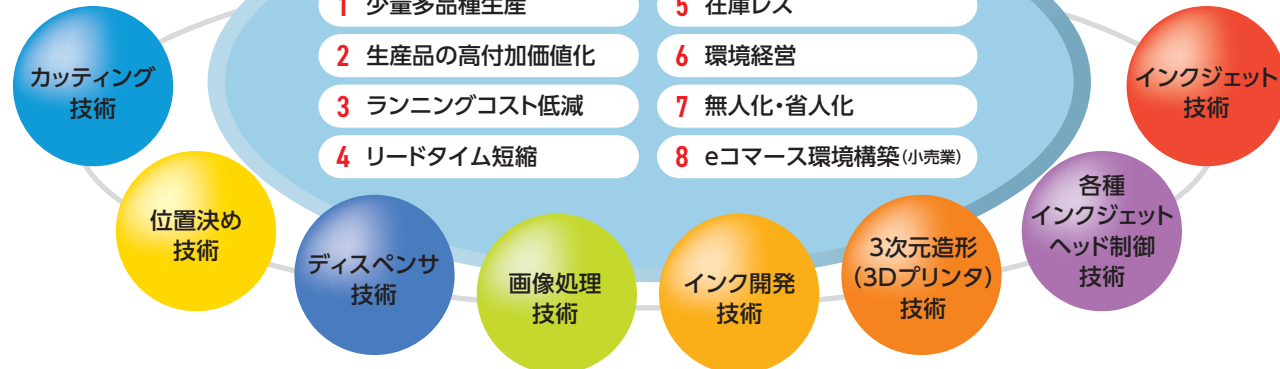 1 少量多品種生産
5 在庫レス
2 生産品の高付加価値化
6 環境経営
3 ランニングコスト低減
7 無人化・省人化
4 リードタイム短縮
8 eコマース環境構築(小売業)
カッティング
技術
インクジェット
技術
位置決め
技術
ディスペンサ
技術
画像処理
技術
インク開発
技術
3次元造形
(3Dプリンタ)
技術
各種
インクジェット
ヘッド制御
技術